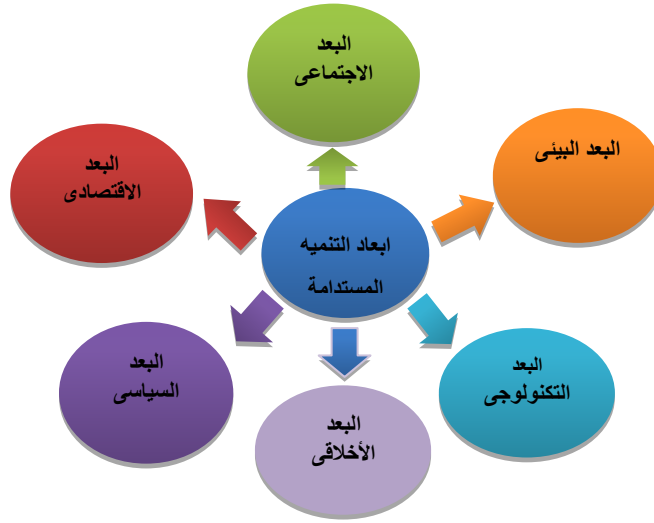 البعد
الاجتماعى
البعد البيئى
البعد
الاقتصادى
ابعاد التنميه
المستدامة
البعد
التكنولوجى
البعد
السياسى
البعد
الأخلاقى